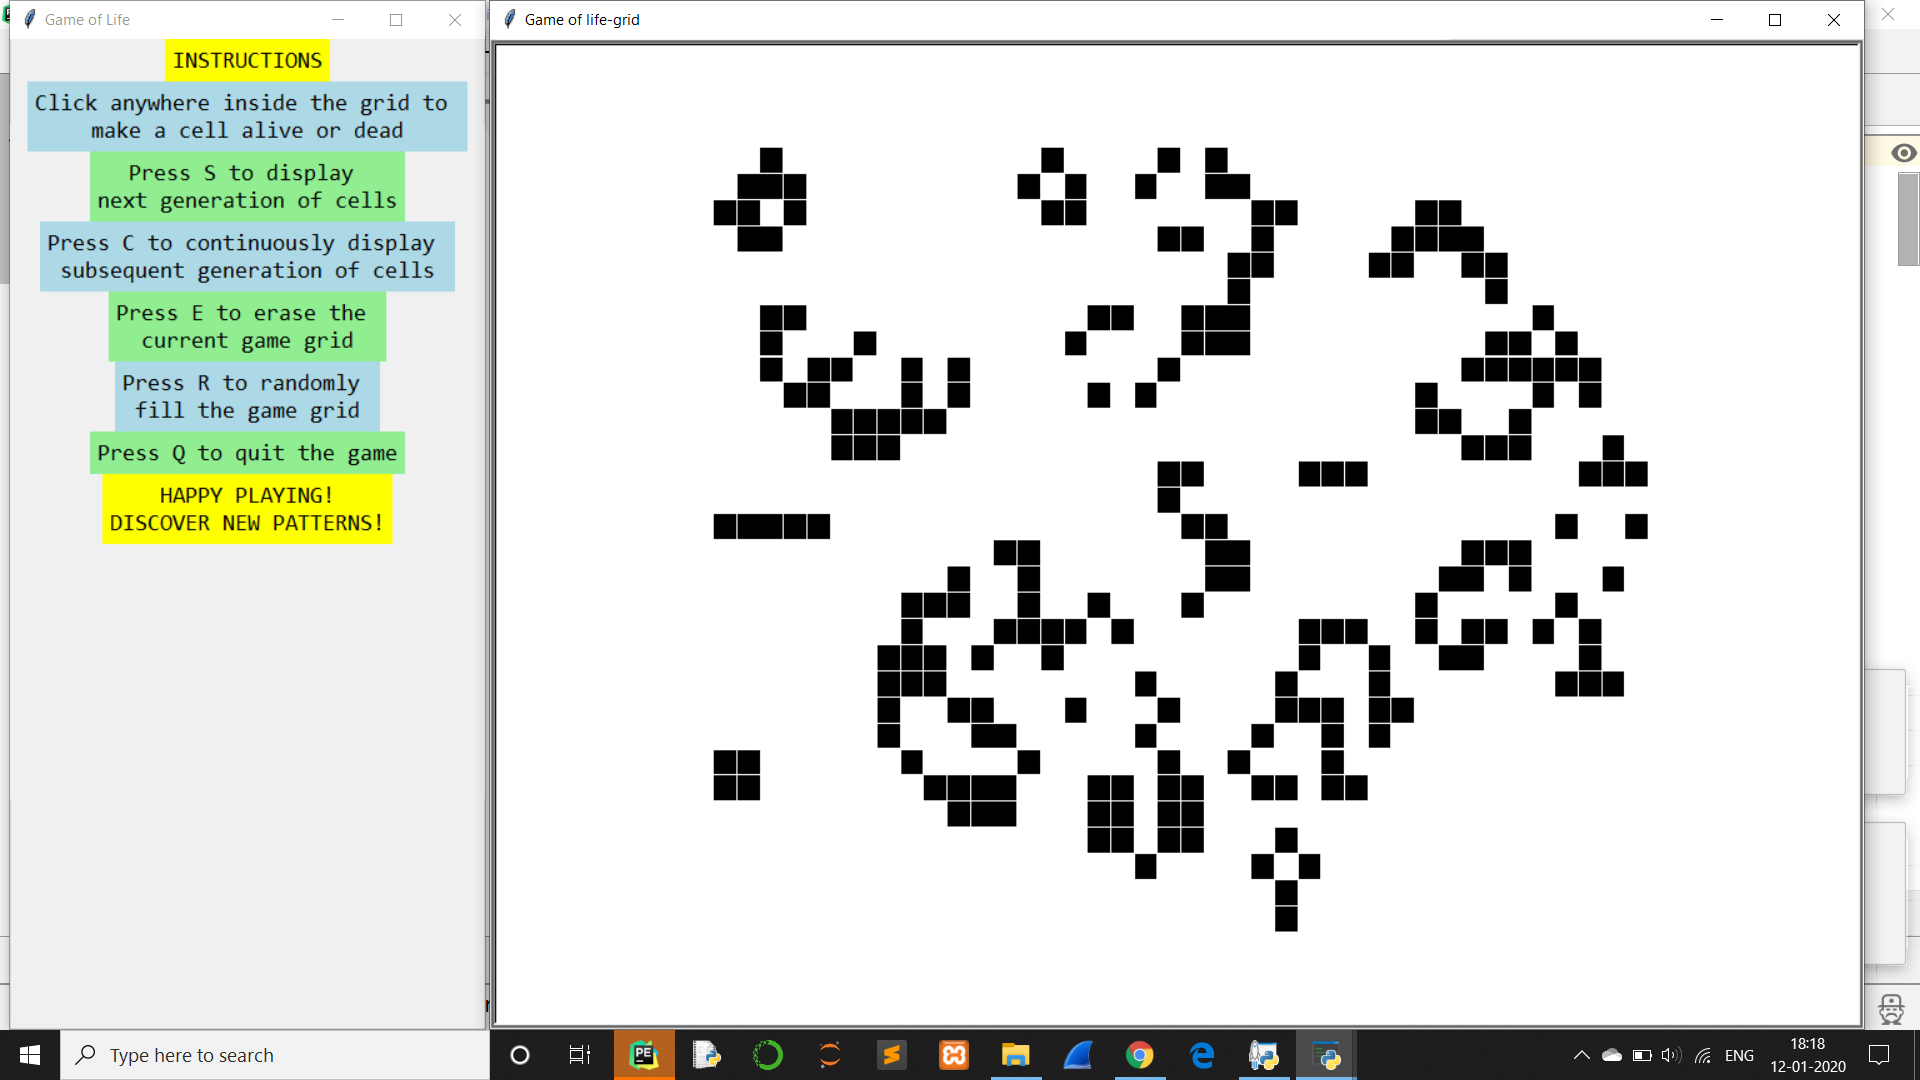 Game of Life
Game of life-grid
INSTRUCTIONS
Click anywhere inside the grid to
make a cell alive or dead
Press S to display
next generation of cells
Press C to continuously display
subsequent generation of cells
Press E to erase the
current game grid
Press R to randomly
fill the game grid
Press Q to quit the game
HAPPY PLAYING!
DISCOVER NEW PATTERNS!
Type here to search
PE
ENG
18:18
12-01-2020